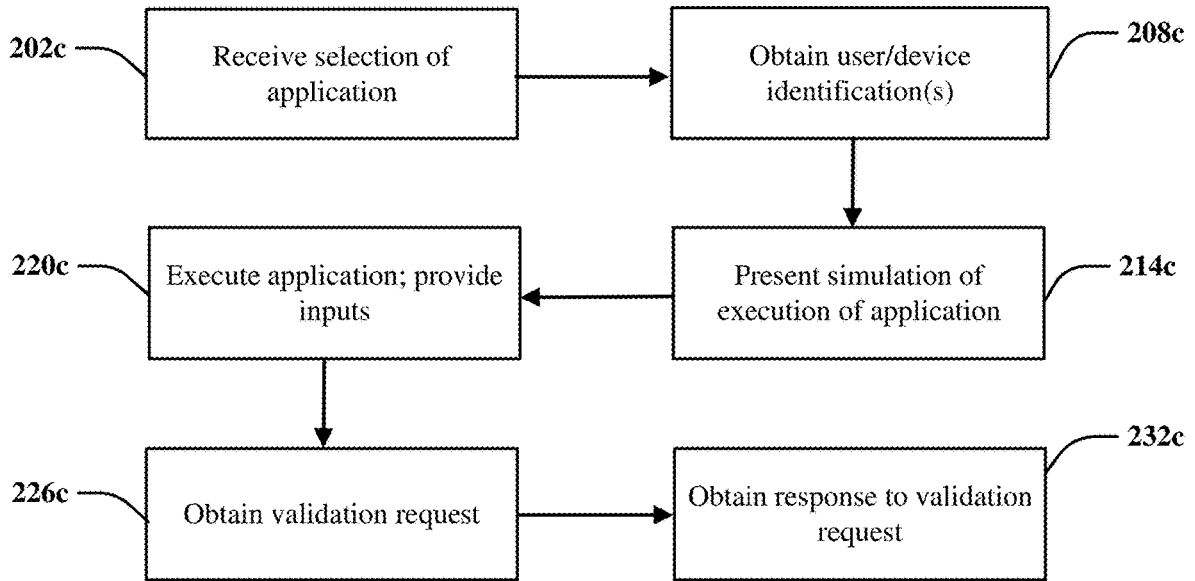 202c
Receive selection of
application
Obtain user/device
identification(s)
208c
220c
Execute application; provide
inputs
Present simulation of
execution of application
214c
226c
Obtain validation request
Obtain response to validation
request
232c